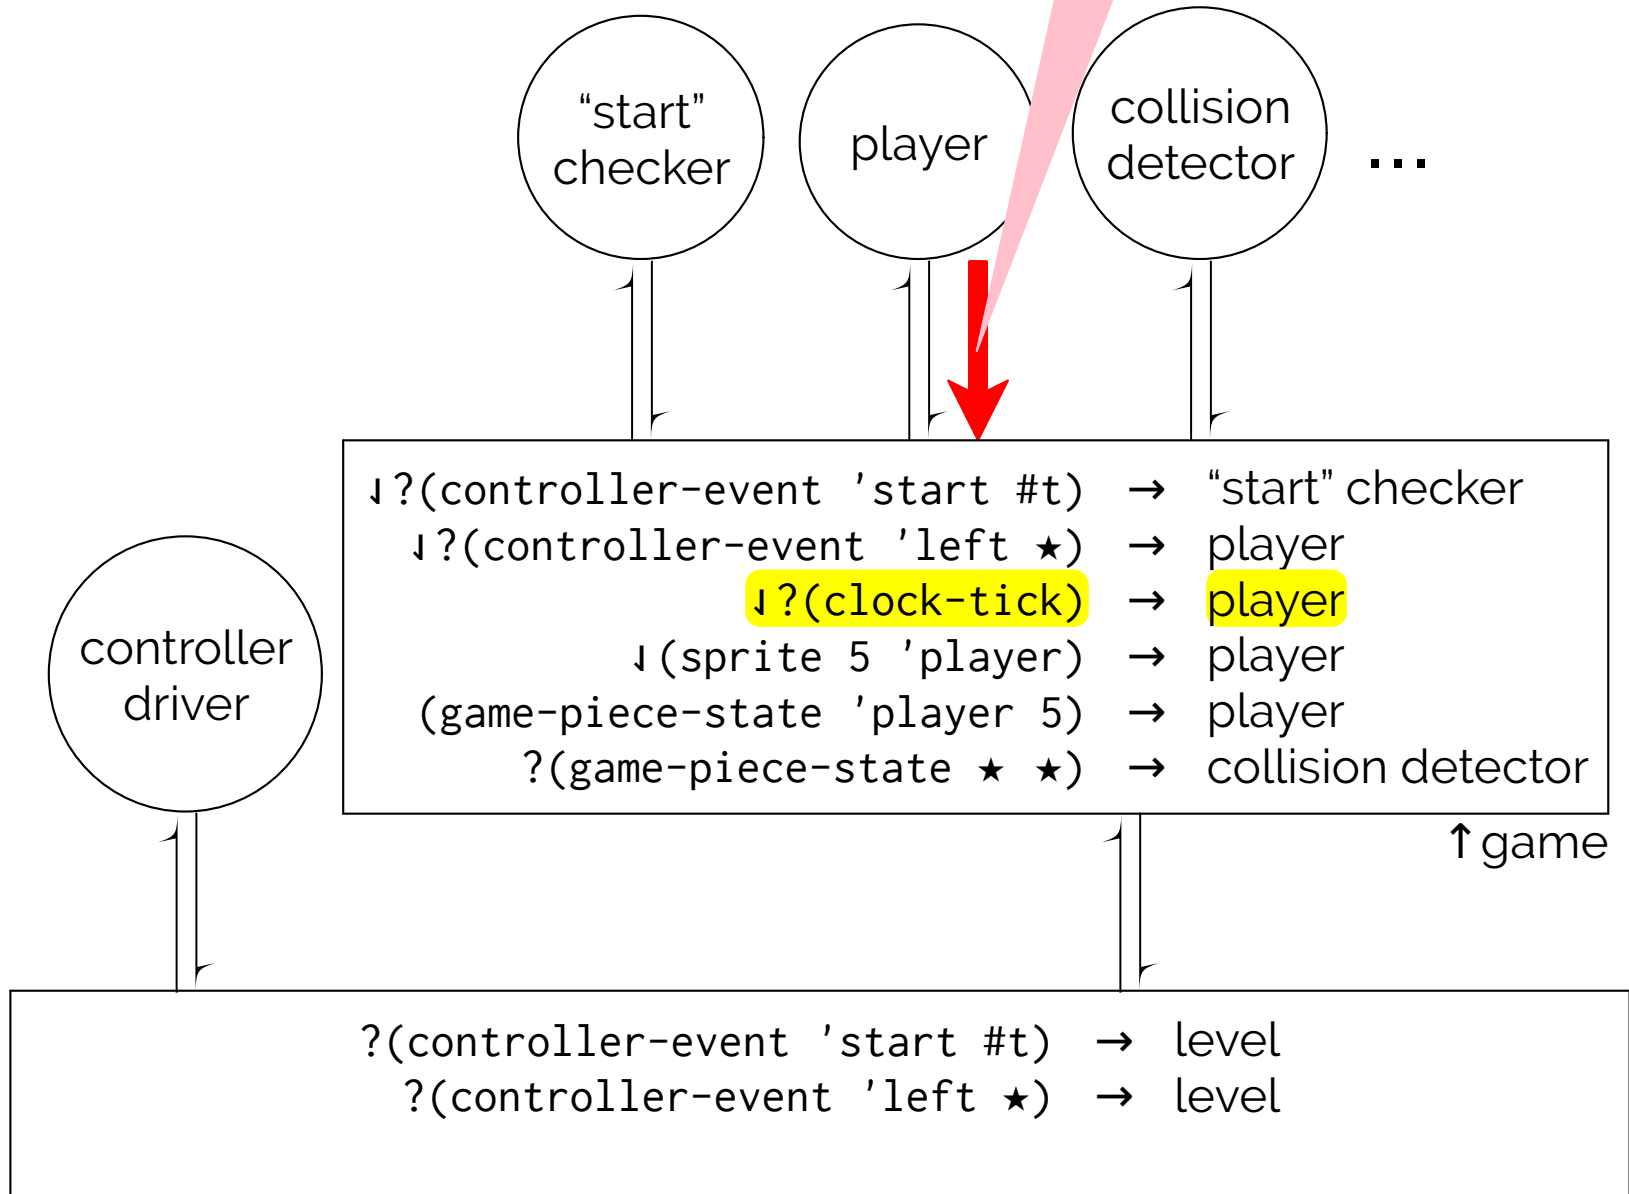 “start”
checker
player
collision
detector
...
⇃?(controller-event 'start #t) → “start” checker
⇃?(controller-event 'left ★) → player
⇃?(clock-tick) → player
⇃(sprite 5 'player) → player
(game-piece-state 'player 5) → player
?(game-piece-state ★ ★) → collision detector
controller
driver
↑game
?(controller-event 'start #t) → level
?(controller-event 'left ★) → level